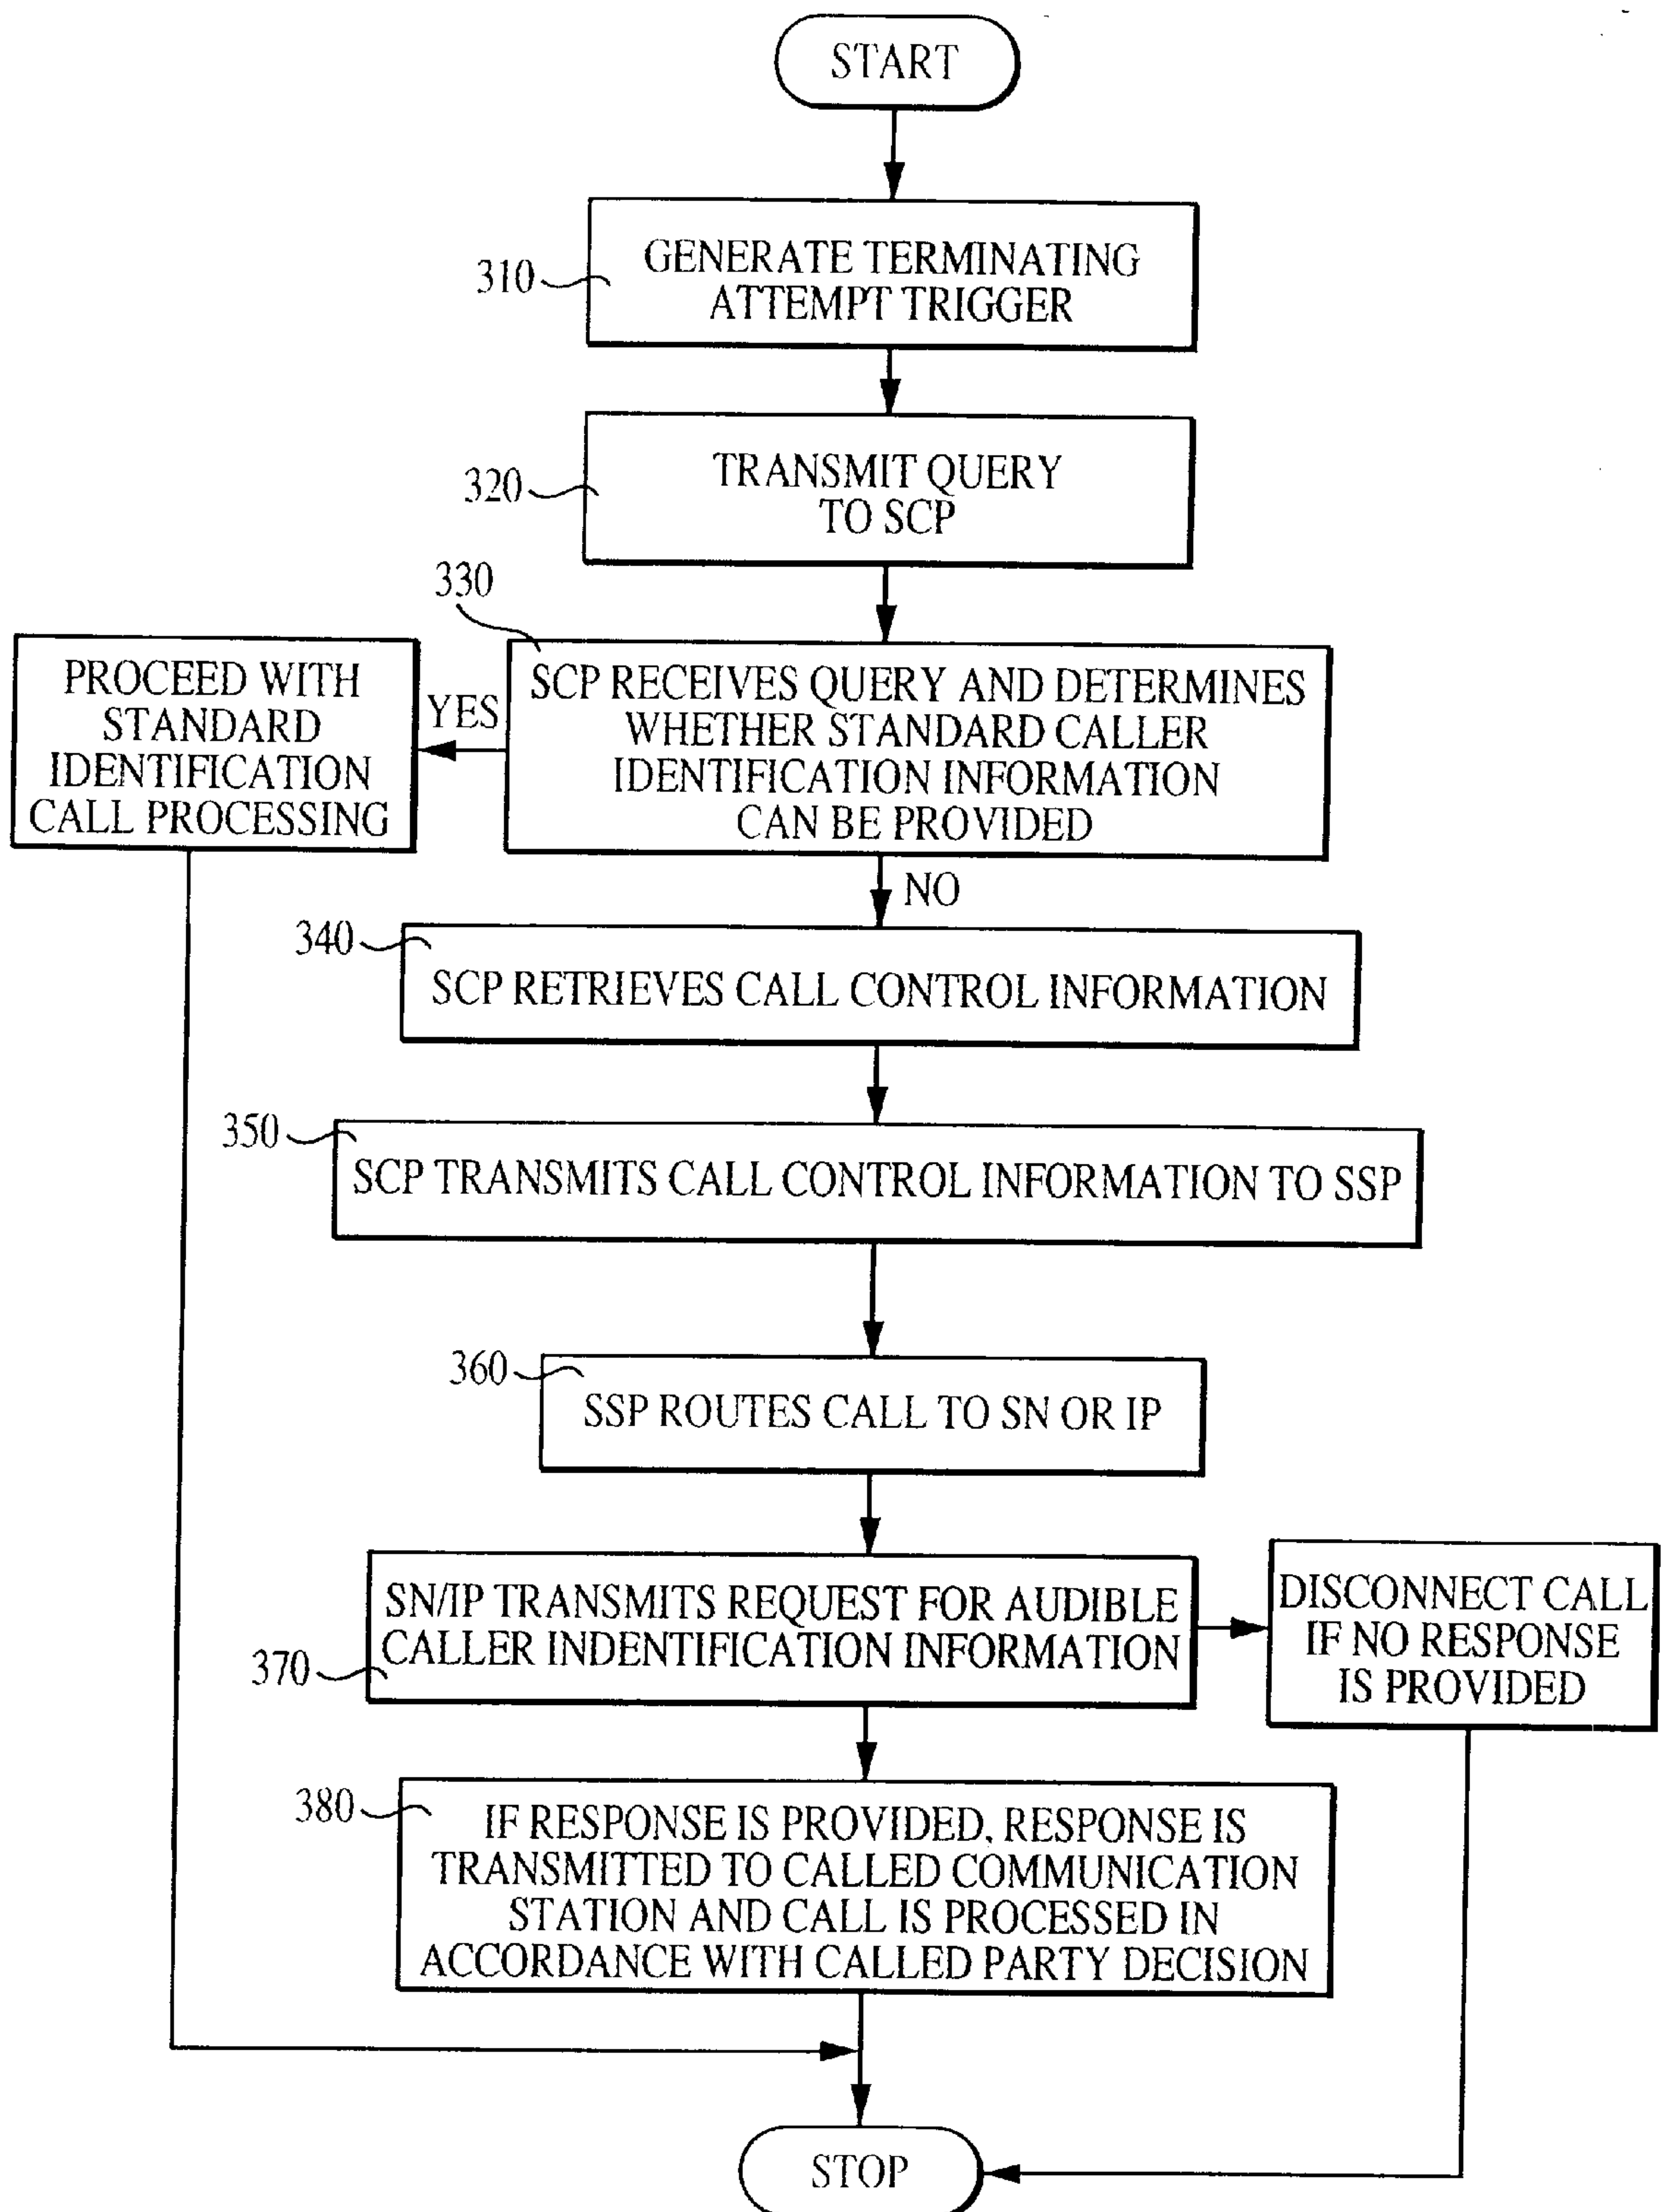 START
310
GENERATE TERMINATING
ATTEMPT TRIGGER
320
TRANSMIT QUERY
TO SCP
330
PROCEED WITH
STANDARD
IDENTIFICATION
CALL PROCESSING
YES
SCP RECEIVES QUERY AND DETERMINES
WHETHER STANDARD CALLER
IDENTIFICATION INFORMATION
CAN BE PROVIDED
NO
340
SCP RETRIEVES CALL CONTROL INFORMATION
350
SCP TRANSMITS CALL CONTROL INFORMATION TO SSP
360
SSP ROUTES CALL TO SN OR IP
370
SN/IP TRANSMITS REQUEST FOR AUDIBLE
CALLER INDENTIFICATION INFORMATION
DISCONNECT CALL
IF NO RESPONSE
IS PROVIDED
380
IF RESPONSE IS PROVIDED, RESPONSE IS
TRANSMITTED TO CALLED COMMUNICATION
STATION AND CALL IS PROCESSED IN
ACCORDANCE WITH CALLED PARTY DECISION
STOP